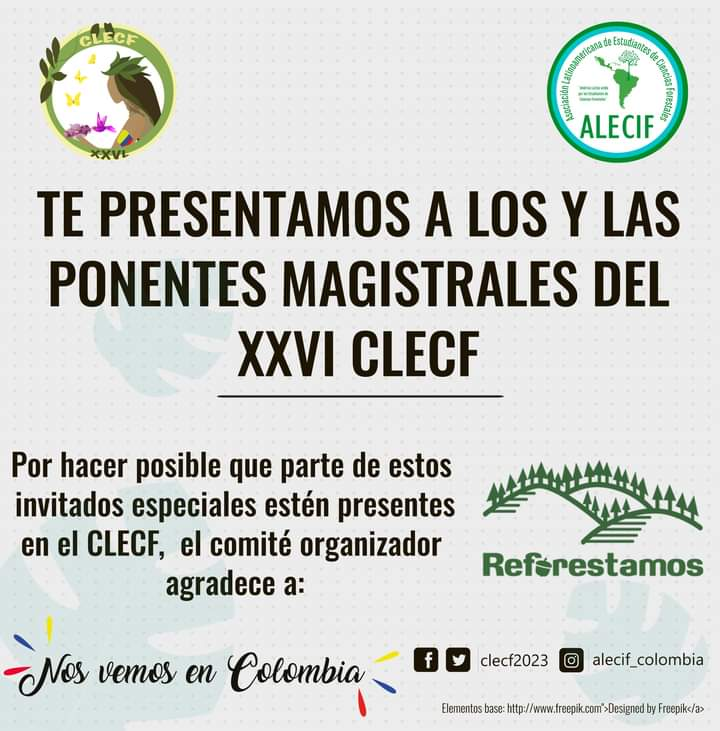 CLECF
XXVI
Asociación Latinoamericana de Estudiantes de Ciencias Forestales
ALECIF
TE PRESENTAMOS A LOS Y LAS
PONENTES MAGISTRALES DEL
XXVI CLECF
Por hacer posible que parte de estos
invitados especiales estén presentes
en el CLECF, el comité organizador
agradece a:
Reforestamos
Nos vemos en Colombia
clecf2023 alecif_colombia
Elementos base: http://www.freepik.com">Designed by Freepik</a>